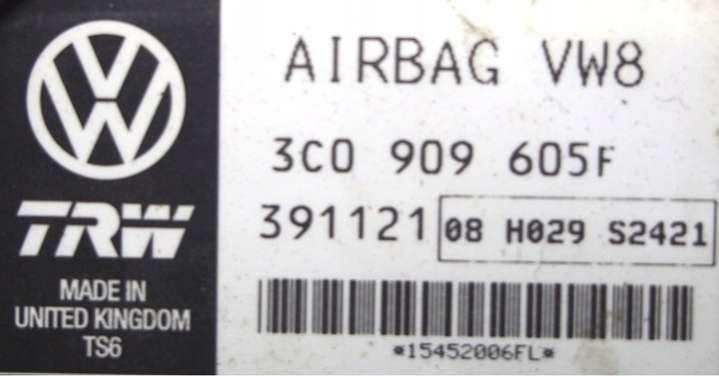 AIRBAG VW8
3C0 909 605F
391121 08 H029 S2421
*15452006FL*
TRW
MADE IN
UNITED KINGDOM
TS6